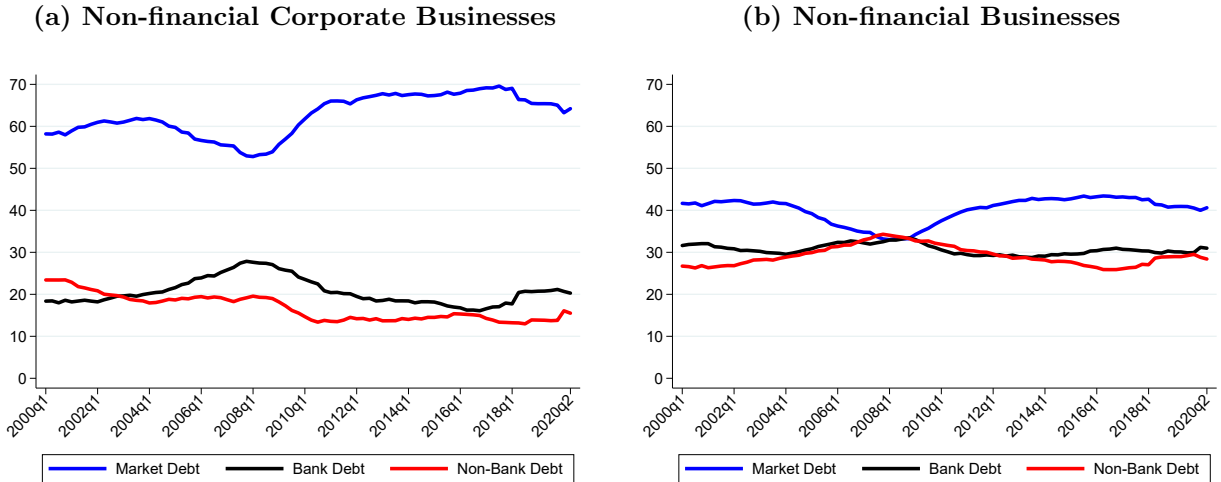 (a) Non-financial Corporate Businesses
70
60
50
40
30
20
10
0
2000q1
2002q1
2004q1
2006q1
2008q1
2010q1
2012q1
2014q1
2016q1
2018q1
2020q2
Market Debt Bank Debt Non-Bank Debt
(b) Non-financial Businesses
70
60
50
40
30
20
10
0
2000q1
2002q1
2004q1
2006q1
2008q1
2010q1
2012q1
2014q1
2016q1
2018q1
2020q2
Market Debt Bank Debt Non-Bank Debt